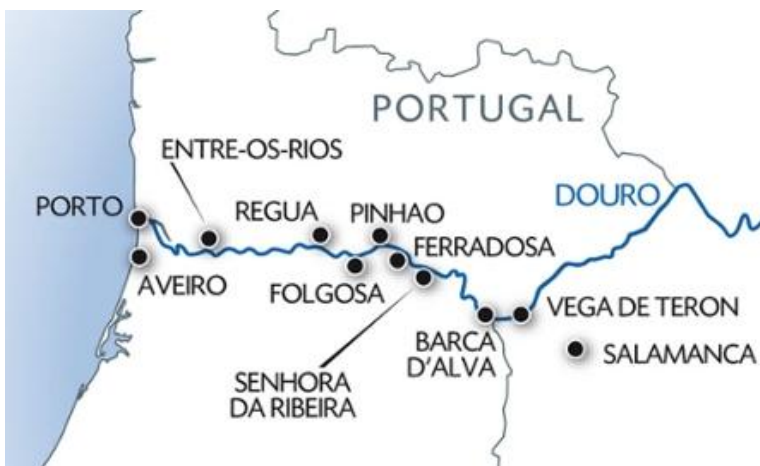 PORTUGAL
ENTRE-OS-RIOS
DOURO
PORTO
REGUA
PINHAO
FERRADOSA
AVEIRO
FOLGOSA
VEGA DE TERON
BARCA
D'ALVA
SALAMANCA
SENHORA
DA RIBEIRA